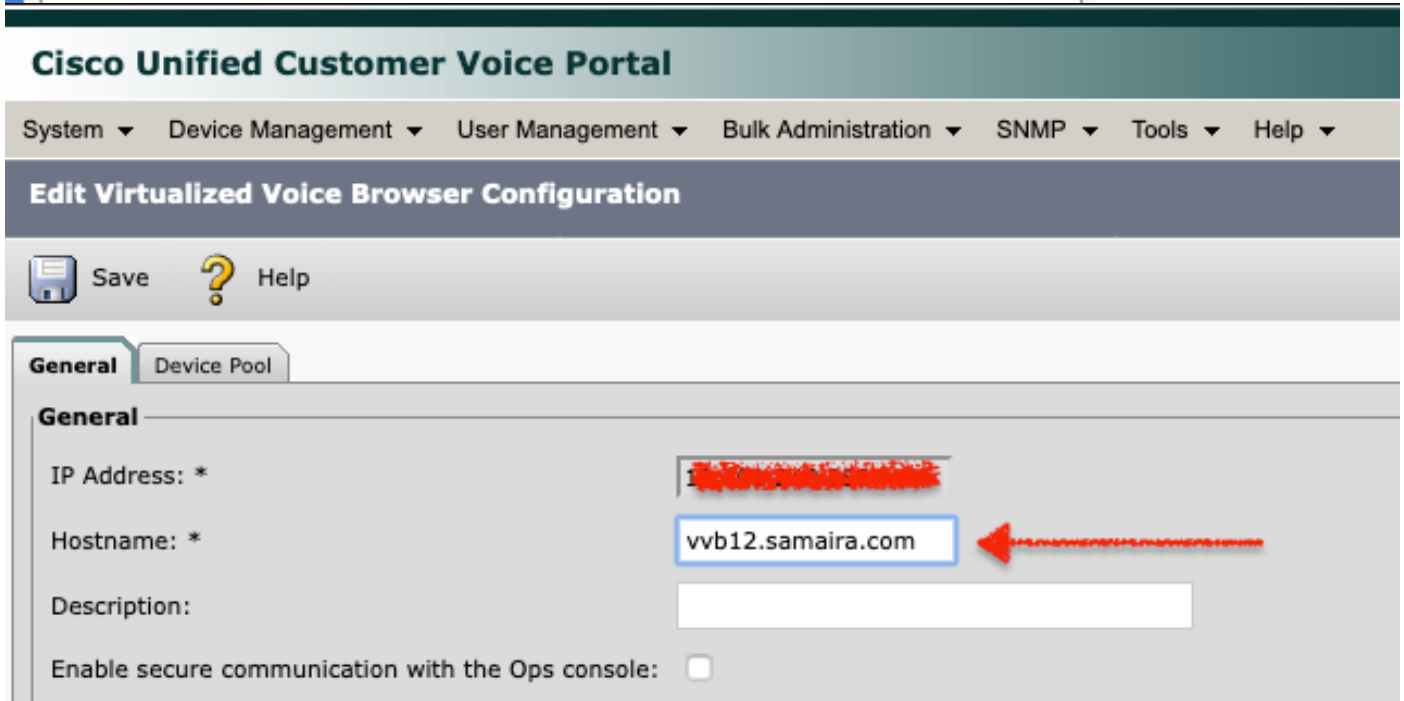 Cisco Unified Customer Voice Portal
System Device Management User Management Bulk Administration SNMP Tools Help
Edit Virtualized Voice Browser Configuration
Save Help
General Device Pool
General
IP Address: *
Hostname: * vvb12.samaira.com
Description:
Enable secure communication with the Ops console: